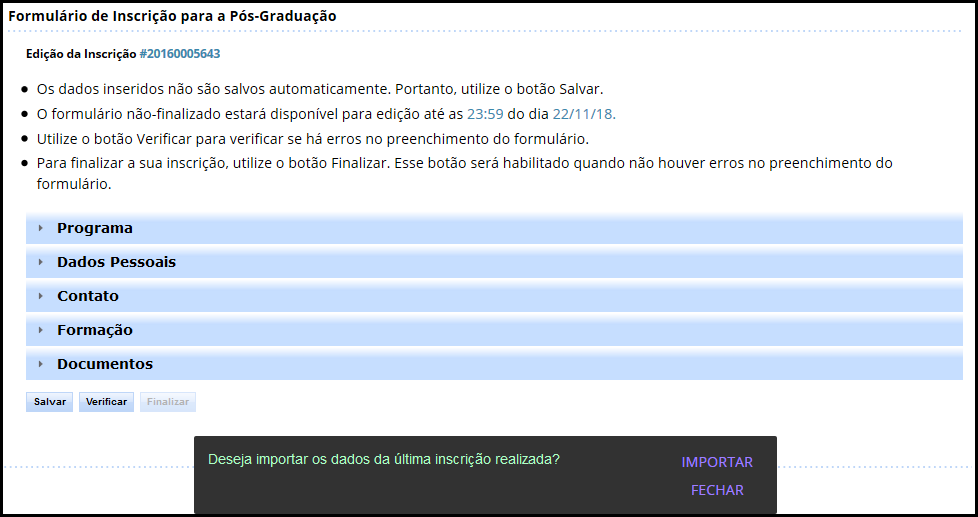 Formulário de Inscrição para a Pós-Graduação
Edição da Inscrição #20160005643
Os dados inseridos não são salvos automaticamente. Portanto, utilize o botão Salvar.
O formulário não-finalizado estará disponível para edição até as 23:59 do dia 22/11/18.
Utilize o botão Verificar para verificar se há erros no preenchimento do formulário.
Para finalizar a sua inscrição, utilize o botão Finalizar. Esse botão será habilitado quando não houver erros no preenchimento do
formulário.
Programa
Dados Pessoais
Contato
Formação
Documentos
Salvar Verificar Finalizar
Deseja importar os dados da última inscrição realizada? IMPORTAR
FECHAR